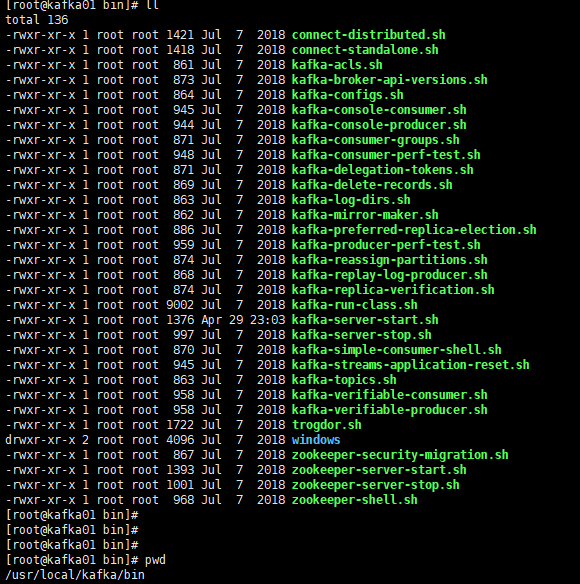 [root@kafka01 bin]# ll
total 136
-rwxr-xr-x 1 root root 1421 Jul  7  2018 connect-distributed.sh
-rwxr-xr-x 1 root root 1418 Jul  7  2018 connect-standalone.sh
-rwxr-xr-x 1 root root  861 Jul  7  2018 kafka-acls.sh
-rwxr-xr-x 1 root root  873 Jul  7  2018 kafka-broker-api-versions.sh
-rwxr-xr-x 1 root root  864 Jul  7  2018 kafka-configs.sh
-rwxr-xr-x 1 root root  945 Jul  7  2018 kafka-console-consumer.sh
-rwxr-xr-x 1 root root  944 Jul  7  2018 kafka-console-producer.sh
-rwxr-xr-x 1 root root  871 Jul  7  2018 kafka-consumer-groups.sh
-rwxr-xr-x 1 root root  948 Jul  7  2018 kafka-consumer-perf-test.sh
-rwxr-xr-x 1 root root  871 Jul  7  2018 kafka-delegation-tokens.sh
-rwxr-xr-x 1 root root  869 Jul  7  2018 kafka-delete-records.sh
-rwxr-xr-x 1 root root  863 Jul  7  2018 kafka-log-dirs.sh
-rwxr-xr-x 1 root root  862 Jul  7  2018 kafka-mirror-maker.sh
-rwxr-xr-x 1 root root  886 Jul  7  2018 kafka-preferred-replica-election.sh
-rwxr-xr-x 1 root root  959 Jul  7  2018 kafka-producer-perf-test.sh
-rwxr-xr-x 1 root root  874 Jul  7  2018 kafka-reassign-partitions.sh
-rwxr-xr-x 1 root root  868 Jul  7  2018 kafka-replay-log-producer.sh
-rwxr-xr-x 1 root root  874 Jul  7  2018 kafka-replica-verification.sh
-rwxr-xr-x 1 root root 9002 Jul  7  2018 kafka-run-class.sh
-rwxr-xr-x 1 root root 1376 Apr 29 23:03 kafka-server-start.sh
-rwxr-xr-x 1 root root  997 Jul  7  2018 kafka-server-stop.sh
-rwxr-xr-x 1 root root  870 Jul  7  2018 kafka-simple-consumer-shell.sh
-rwxr-xr-x 1 root root  945 Jul  7  2018 kafka-streams-application-reset.sh
-rwxr-xr-x 1 root root  863 Jul  7  2018 kafka-topics.sh
-rwxr-xr-x 1 root root  958 Jul  7  2018 kafka-verifiable-consumer.sh
-rwxr-xr-x 1 root root  958 Jul  7  2018 kafka-verifiable-producer.sh
-rwxr-xr-x 1 root root 1722 Jul  7  2018 trogdor.sh
drwxr-xr-x 2 root root 4096 Jul  7  2018 windows
-rwxr-xr-x 1 root root  867 Jul  7  2018 zookeeper-security-migration.sh
-rwxr-xr-x 1 root root 1393 Jul  7  2018 zookeeper-server-start.sh
-rwxr-xr-x 1 root root 1001 Jul  7  2018 zookeeper-server-stop.sh
-rwxr-xr-x 1 root root  968 Jul  7  2018 zookeeper-shell.sh
[root@kafka01 bin]#
[root@kafka01 bin]#
[root@kafka01 bin]#
[root@kafka01 bin]# pwd
/usr/local/kafka/bin